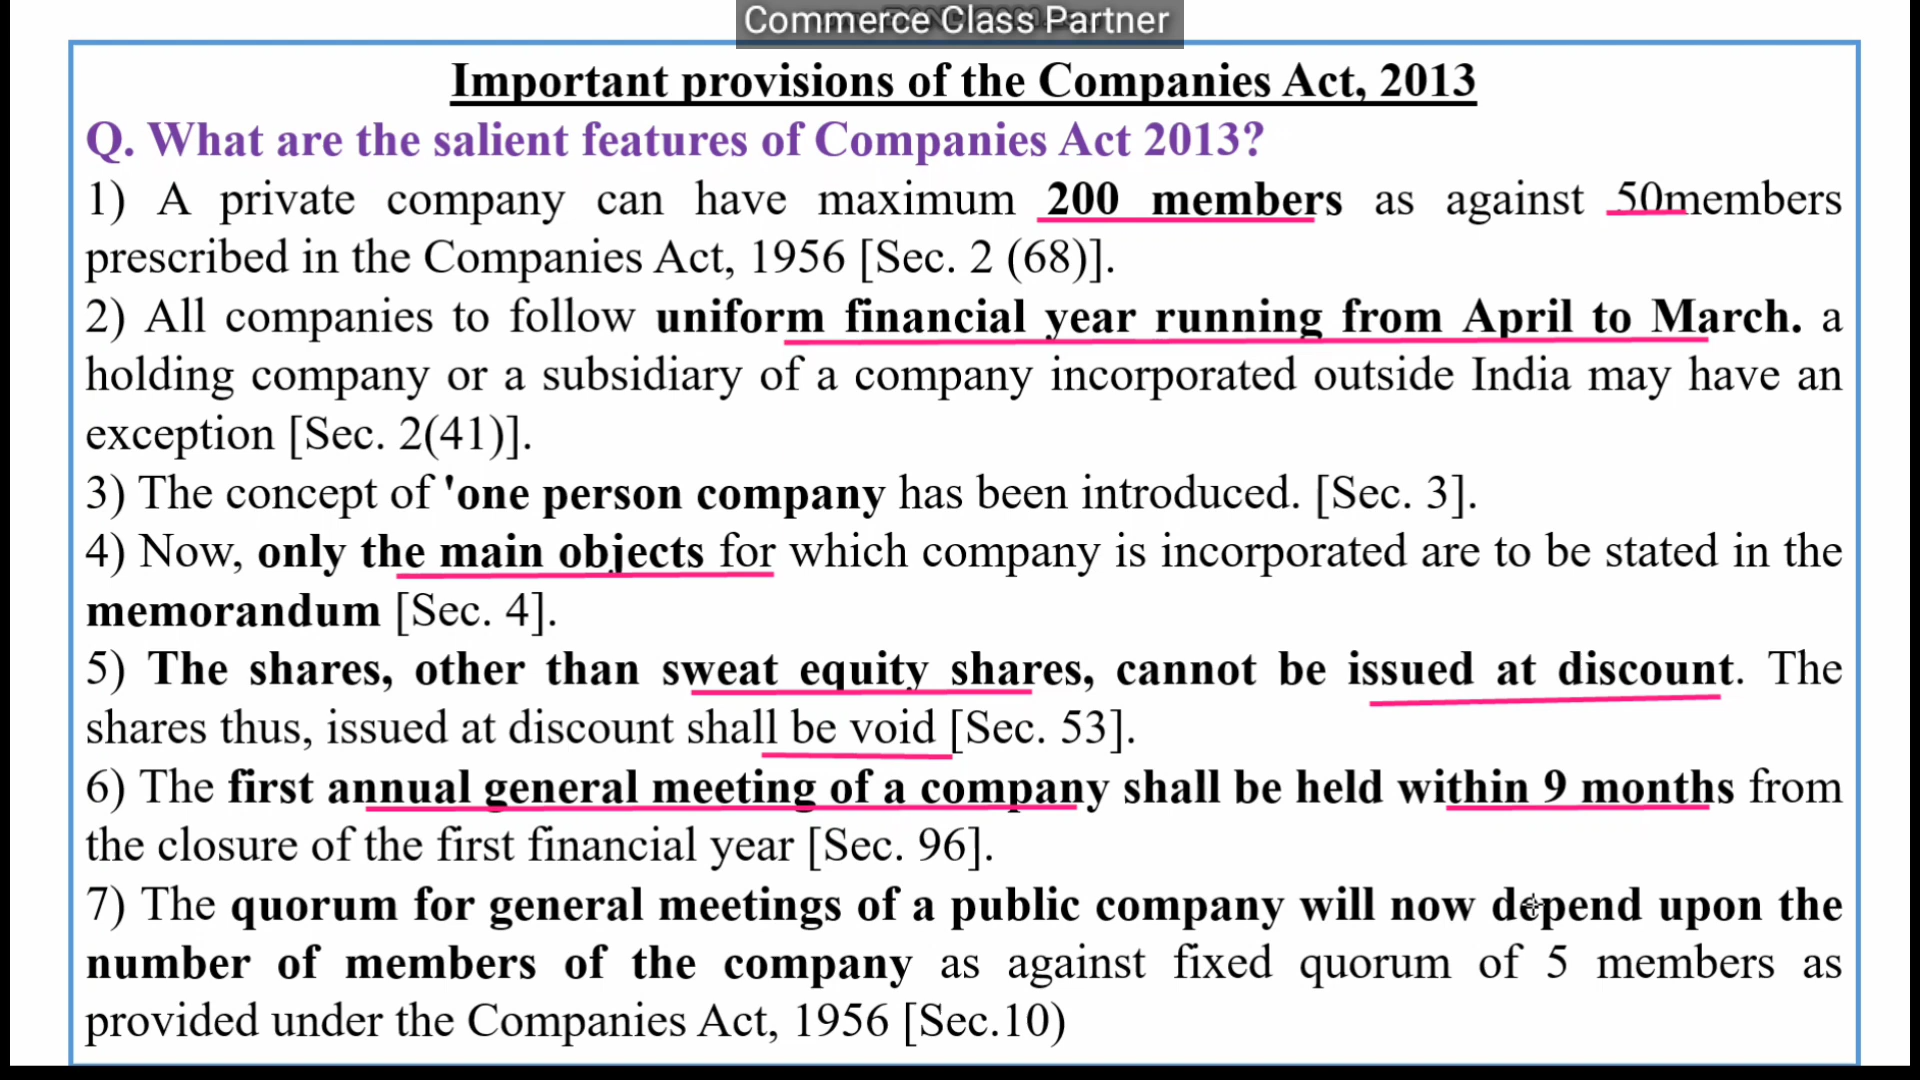 Commerce Class Partner
Important provisions of the Companies Act, 2013
Q. What are the salient features of Companies Act 2013?
1) A private company can have maximum 200 members as against 50members
prescribed in the Companies Act, 1956 [Sec. 2 (68)].
2) All companies to follow uniform financial year running from April to March. a
holding company or a subsidiary of a company incorporated outside India may have an
exception [Sec. 2(41)].
3) The concept of 'one person company has been introduced. [Sec. 3].
4) Now, only the main objects for which company is incorporated are to be stated in the
memorandum [Sec. 4].
5) The shares, other than sweat equity shares, cannot be issued at discount. The
shares thus, issued at discount shall be void [Sec. 53].
6) The first annual general meeting of a company shall be held within 9 months from
the closure of the first financial year [Sec. 96].
7) The quorum for general meetings of a public company will now depend upon the
number of members of the company as against fixed quorum of 5 members as
provided under the Companies Act, 1956 [Sec.10)